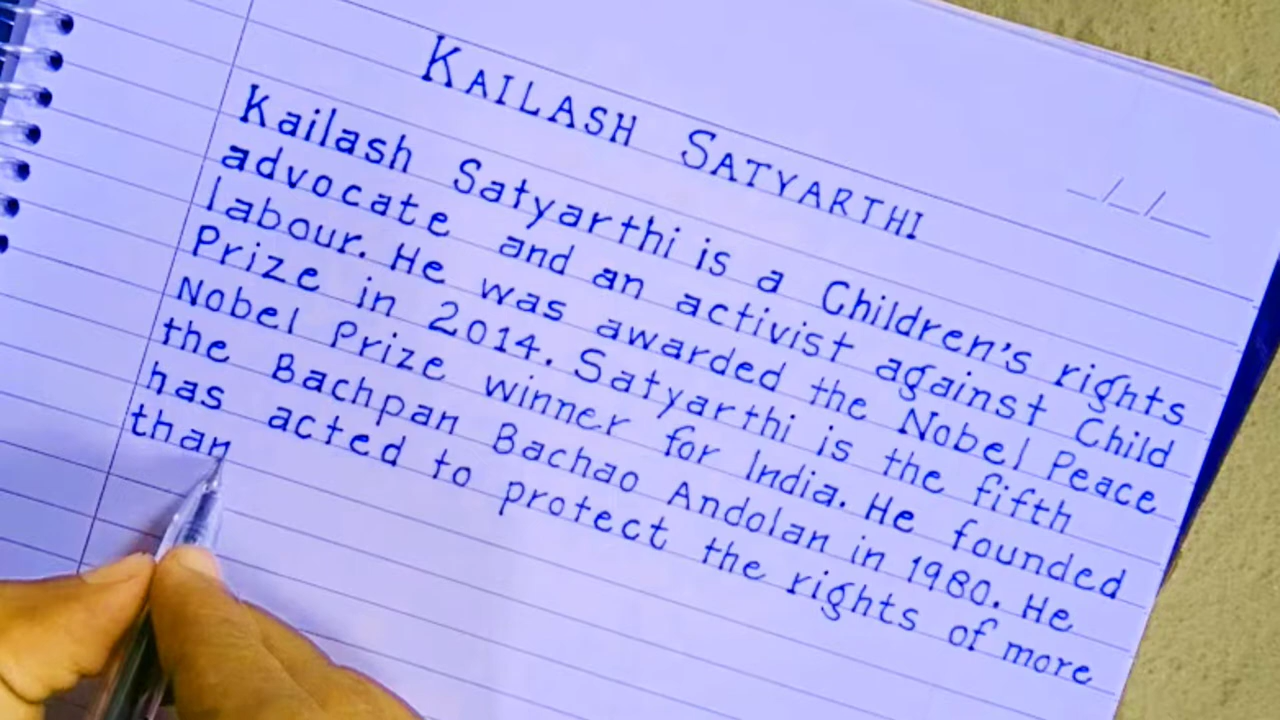 KAILASH SATYARTHI
Kailash Satyarthi is a Children's rights
advocate and an activist against Child
labour. He was awarded the Nobel Peace
Prize in 2014. Satyarthi is the fifth
Nobel Prize winner for India. He founded
the Bachpan Bachao Andolan in 1980. He
has acted to protect the rights of more
than